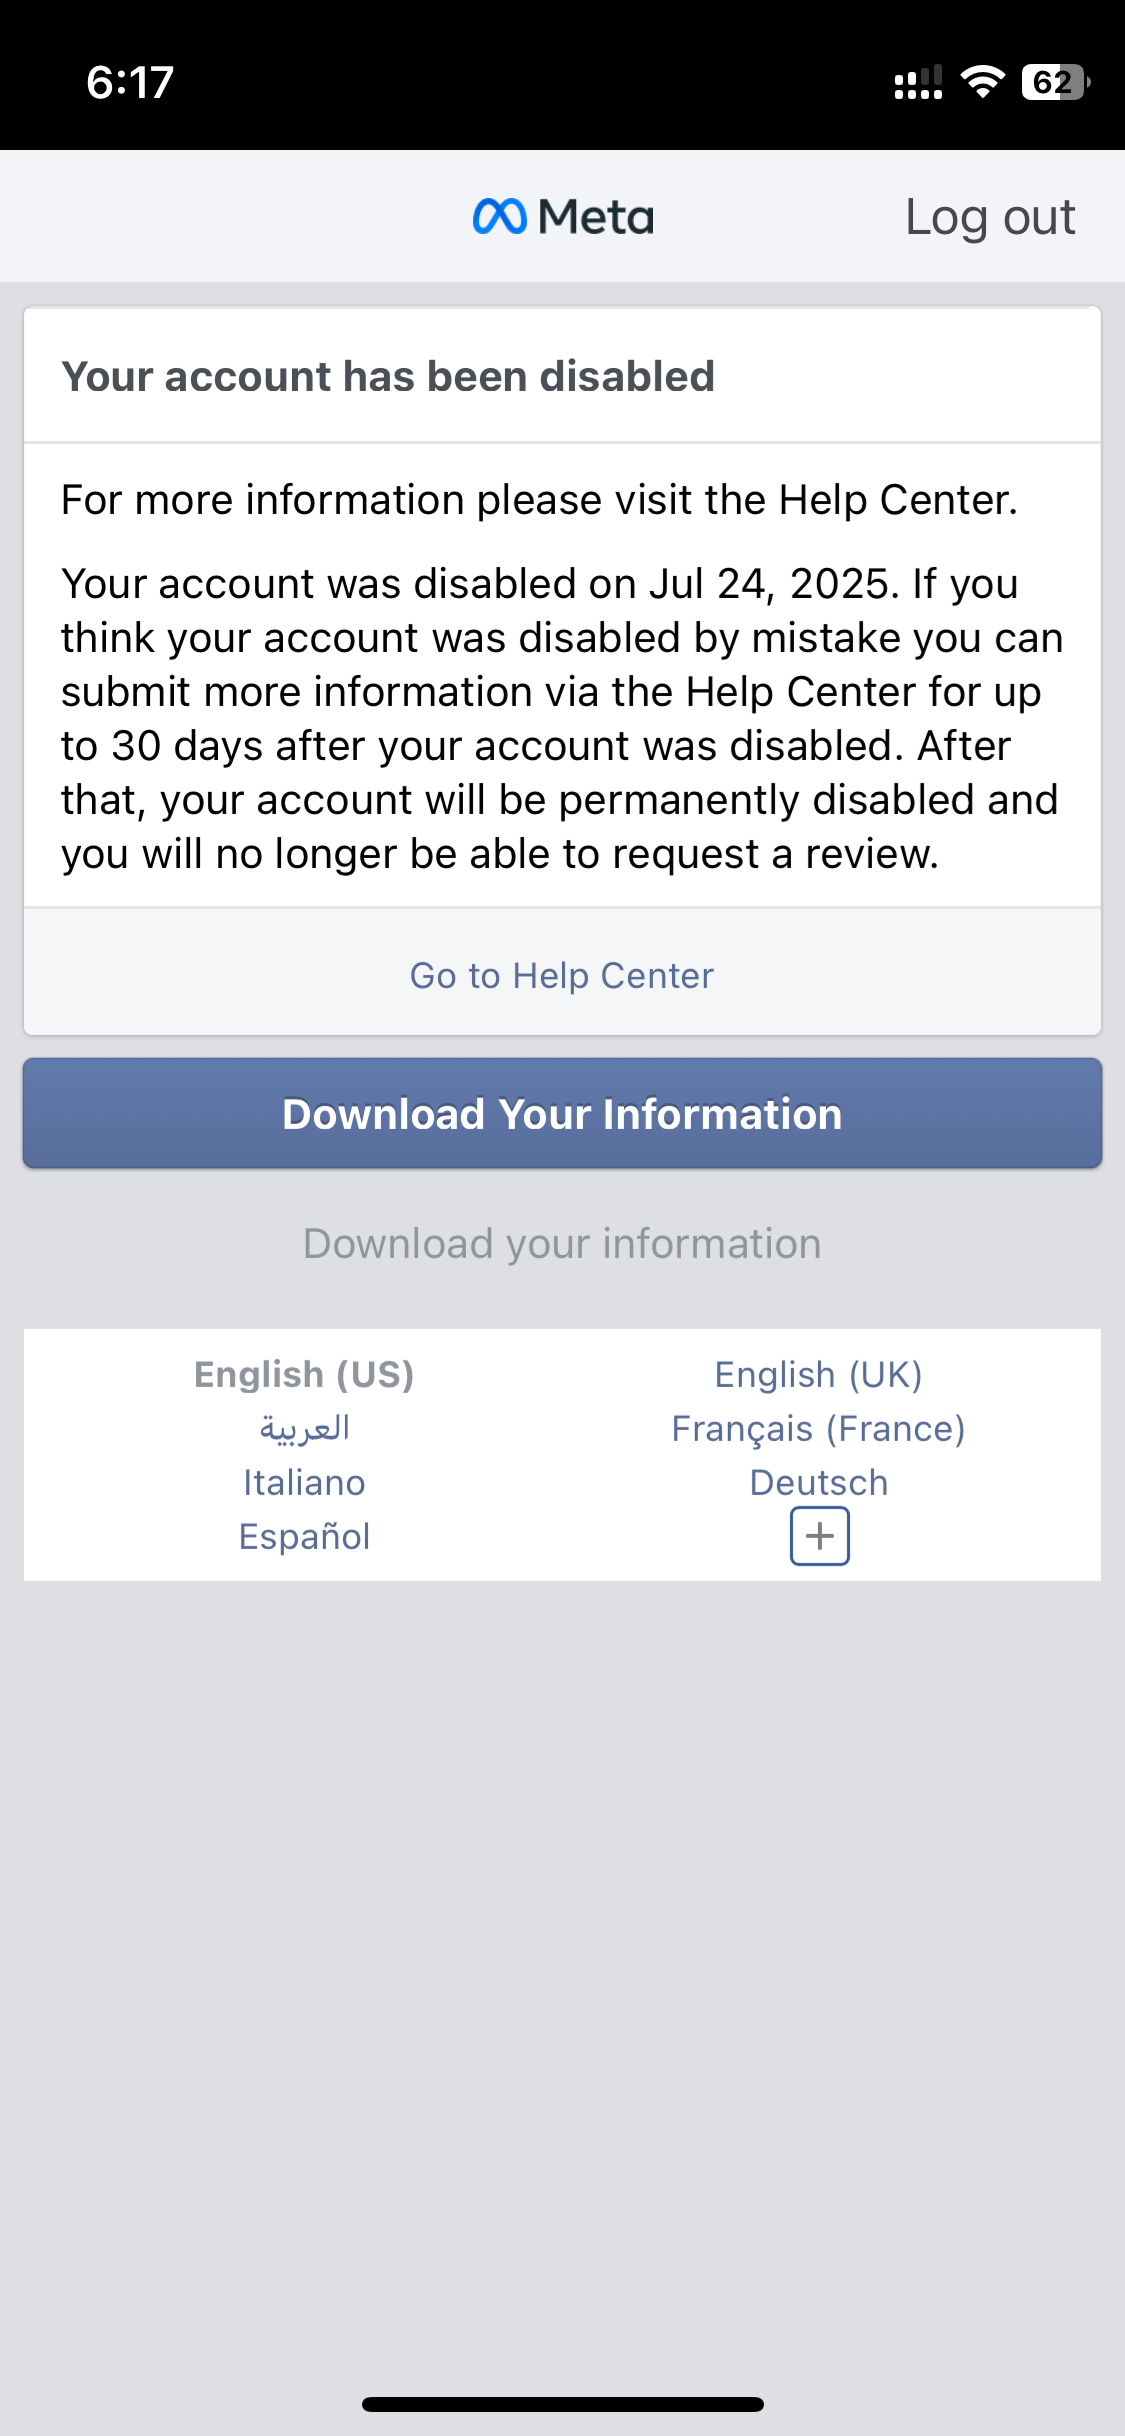 6:17
62
Meta
Log out
Your account has been disabled
For more information please visit the Help Center.
Your account was disabled on Jul 24, 2025. If you
think your account was disabled by mistake you can
submit more information via the Help Center for up
to 30 days after your account was disabled. After
that, your account will be permanently disabled and
you will no longer be able to request a review.
Go to Help Center
Download Your Information
Download your information
English (US)
English (UK)
العربية
Français (France)
Italiano
Deutsch
Español
+